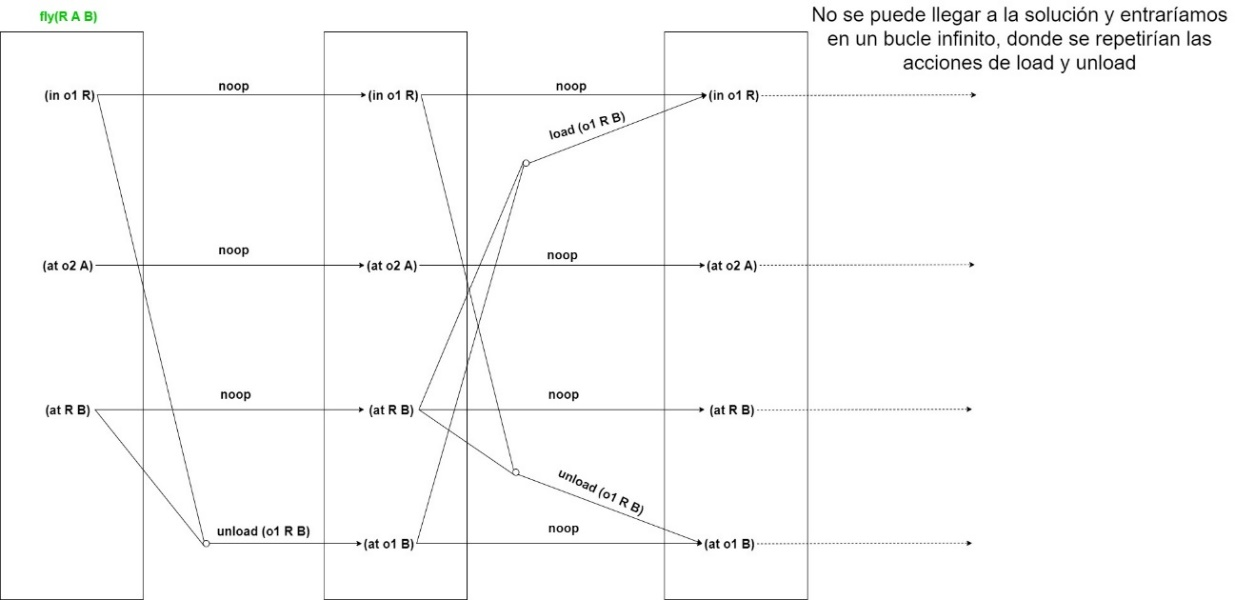 fly(R A B)
No se puede llegar a la solución y entraríamos
en un bucle infinito, donde se repetirían las
acciones de load y unload
(in o1 R)
noop
(in o1 R)
noop
(in o1 R)
load (o1 R B)
(at o2 A)
noop
(at o2 A)
noop
(at o2 A)
(at R B)
noop
(at R B)
noop
(at R B)
unload (o1 R B)
unload (o1 R B)
(at o1 B)
noop
(at o1 B)